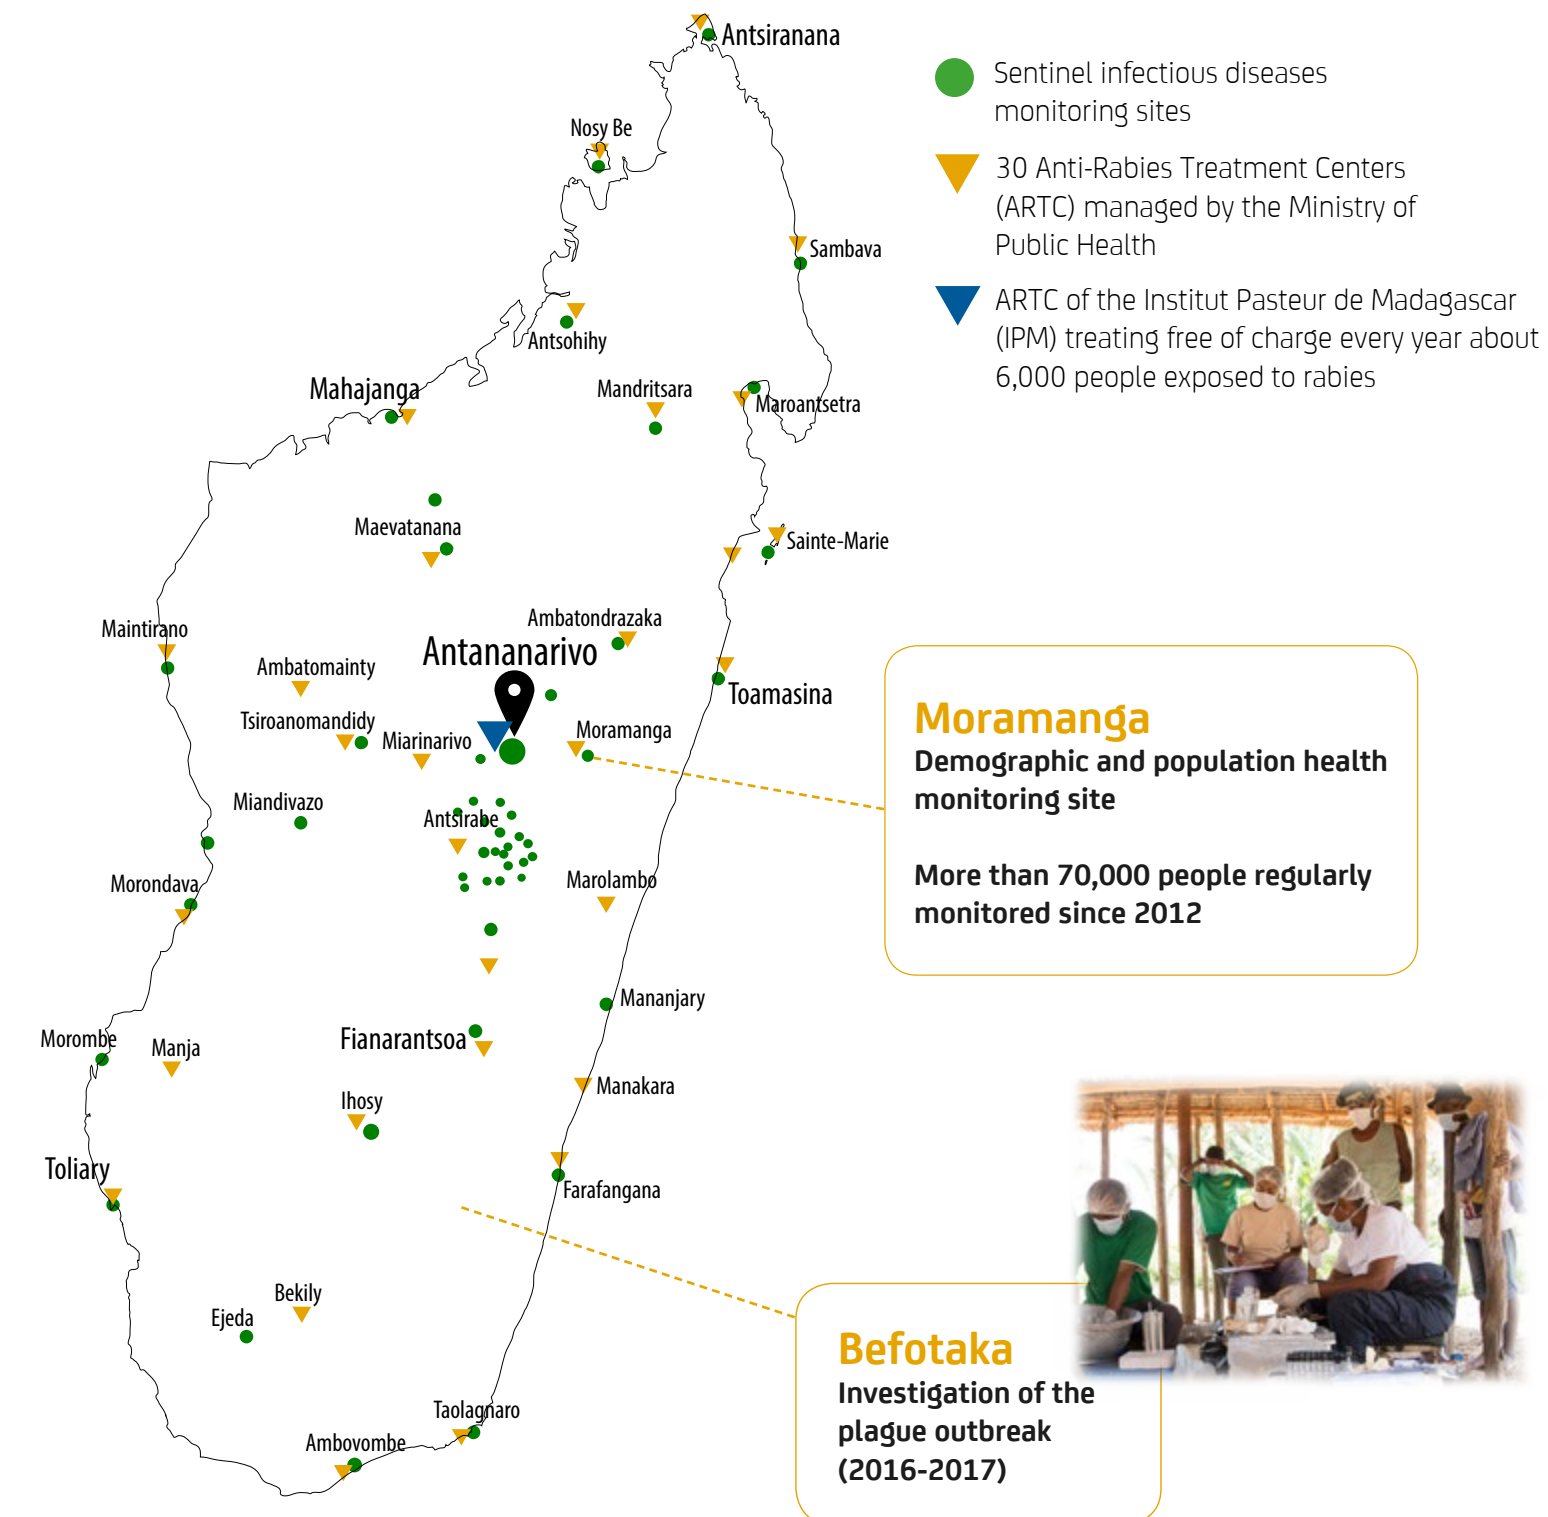 Antsiranana
Sentinel infectious diseases
monitoring sites
Nosy Be
30 Anti-Rabies Treatment Centers
(ARTC) managed by the Ministry of
Public Health
Sambava
ARTC of the Institut Pasteur de Madagascar
(IPM) treating free of charge every year about
6,000 people exposed to rabies
Antsohihy
Mahajanga
Mandritsara
Maroantsetra
Maevatanana
Sainte-Marie
Ambatondrazaka
Maintirano
Antananarivo
Ambatomainty
Toamasina
Tsiroanomandidy
Moramanga
Miarinarivo
Moramanga
Demographic and population health
monitoring site
More than 70,000 people regularly
monitored since 2012
Miandivazo
Antsirabe
Marolambo
Morondava
Mananjary
Morombe
Manja
Fianarantsoa
Manakara
Ihosy
Toliary
Farafangana
Bekily
Ejeda
Befotaka
Investigation of the
plague outbreak
(2016-2017)
Taolagnaro
Ambovombe